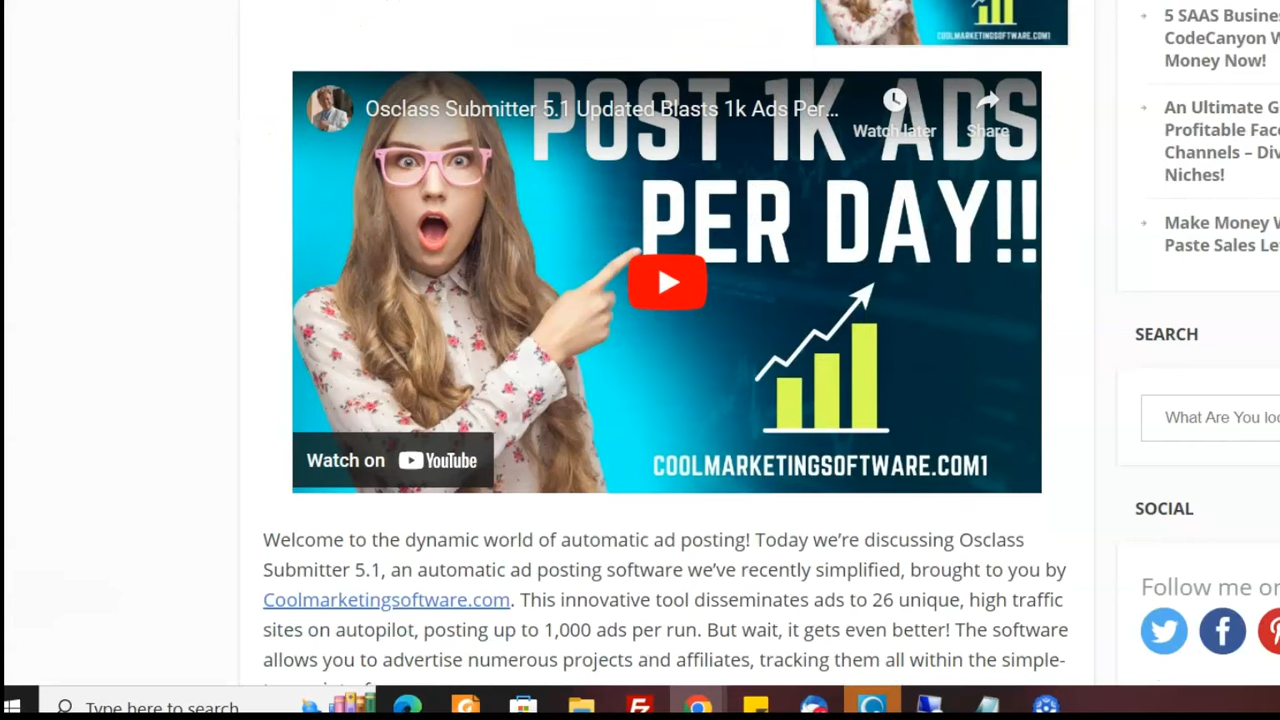 COOLMARKETINGSOFTWARE.COM1
Osclass Submitter 5.1 Updated Blasts 1k Ads Per...
Watch later
Share
POST 1K ADS
PER DAY!!
COOLMARKETINGSOFTWARE.COM1
Watch on YouTube
Welcome to the dynamic world of automatic ad posting! Today we’re discussing Osclass
Submitter 5.1, an automatic ad posting software we’ve recently simplified, brought to you by
Coolmarketingsoftware.com. This innovative tool disseminates ads to 26 unique, high traffic
sites on autopilot, posting up to 1,000 ads per run. But wait, it gets even better! The software
allows you to advertise numerous projects and affiliates, tracking them all within the simple-
5 SAAS Busine
CodeCanyon W
Money Now!
An Ultimate G
Profitable Fac
Channels – Div
Niches!
Make Money W
Paste Sales Le
SEARCH
What Are You loo
SOCIAL
Follow me on
Type here to search